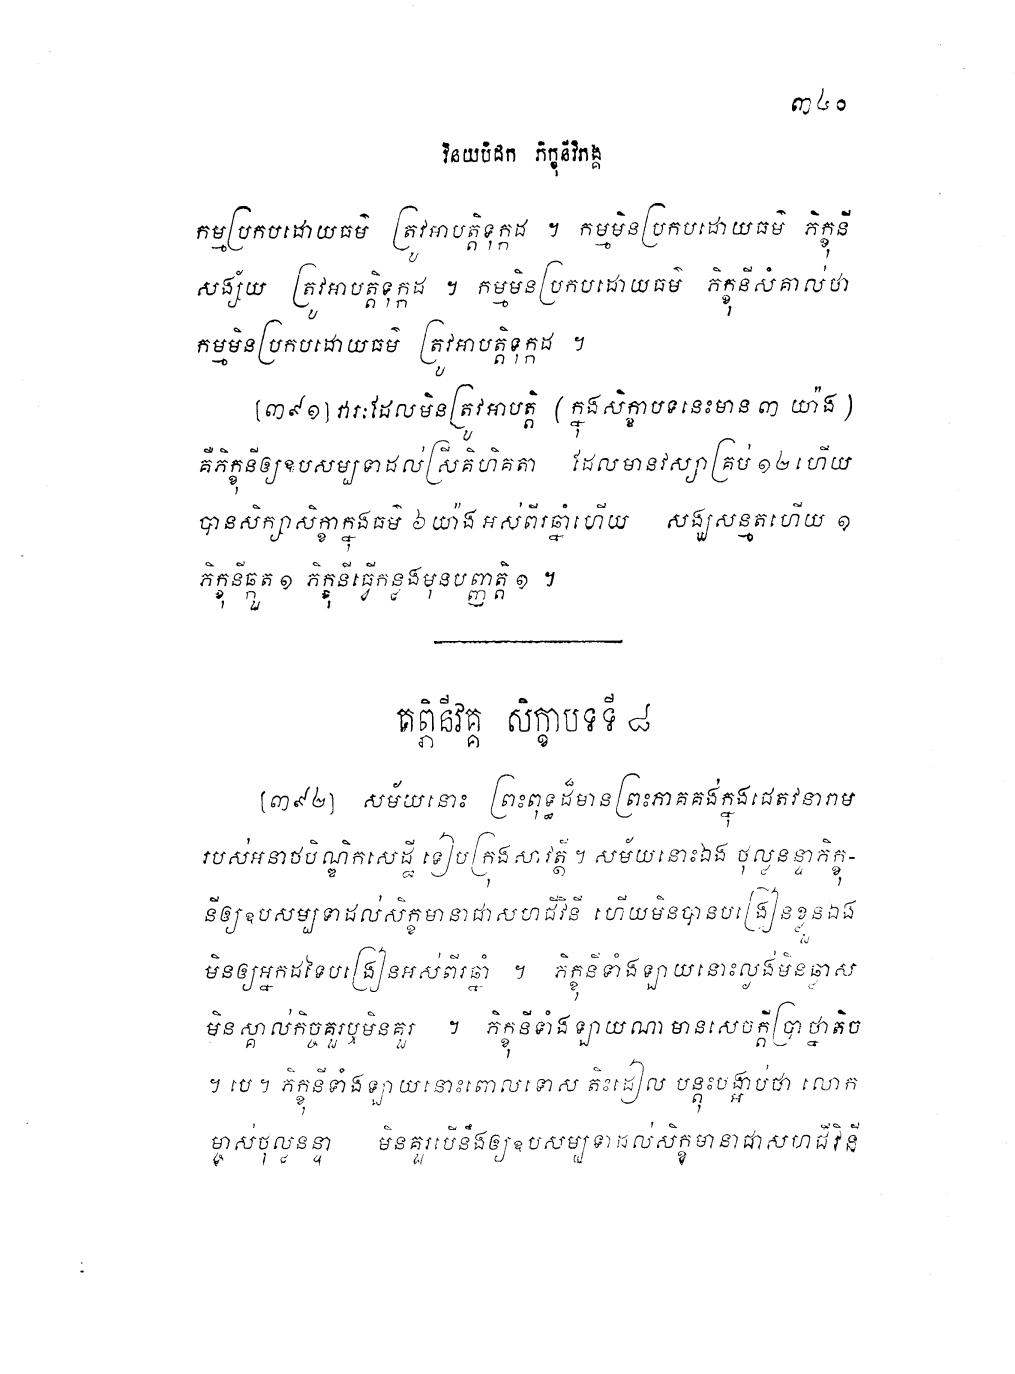 ៣៤០
វិនយបិដក ភិក្ខុនីវិភង្គ
កម្មប្រកបដោយធម៌ ត្រូវអាបត្តិទុក្កដ ។ កម្មមិនប្រកបដោយធម៌ ភិក្ខុនី
សង្ស័យ ត្រូវអាបត្តិទុក្កដ ។ កម្មមិនប្រកបដោយធម៌ ភិក្ខុនីសំគាល់ថា
កម្មមិនប្រកបដោយធម៌ ត្រូវអាបត្តិទុក្កដ ។
[៣៩១] វារៈដែលមិនត្រូវអាបត្តិ (ក្នុងសិក្ខាបទនេះមាន ៣ យ៉ាង)
គឺភិក្ខុនីឲ្យឧបសម្បទាដល់ស្រីគិហិគតា ដែលមានវស្សាគ្រប់ ១២ ហើយ
បានសិក្សាសិក្ខាក្នុងធម៌ ៦ យ៉ាងអស់ពីរឆ្នាំហើយ សង្ឃសន្មតហើយ ១
ភិក្ខុនីឆ្កួត ១ ភិក្ខុនីធ្វើកន្លងមុនបញ្ញត្តិ ១ ។
គព្ភិនីវគ្គ សិក្ខាបទទី ៨
[៣៩២] សម័យនោះ ព្រះពុទ្ធដ៏មានព្រះភាគគង់ក្នុងជេតវនារាម
របស់អនាថបិណ្ឌិកសេដ្ឋី ទៀបក្រុងសាវត្ថី ។ សម័យនោះឯង ថុល្លនន្ទាភិក្ខុ-
នីឲ្យឧបសម្បទាដល់សិក្ខមានាជាសហជីវិនី ហើយមិនបានបង្រៀនខ្លួនឯង
មិនឲ្យអ្នកដទៃបង្រៀនអស់ពីរឆ្នាំ ។ ភិក្ខុនីទាំងឡាយនោះល្ងង់មិនឆ្លាស
មិនស្គាល់កិច្ចគួរឬមិនគួរ ។ ភិក្ខុនីទាំងឡាយណាមានសេចក្តីប្រាថ្នាតិច
។ បេ ។ ភិក្ខុនីទាំងឡាយនោះពោលទោស តិះដៀល បន្តុះបង្អាប់ថា លោក
ម្ចាស់ថុល្លនន្ទា មិនគួរបើនឹងឲ្យឧបសម្បទាដល់សិក្ខមានាជាសហជីវិនី